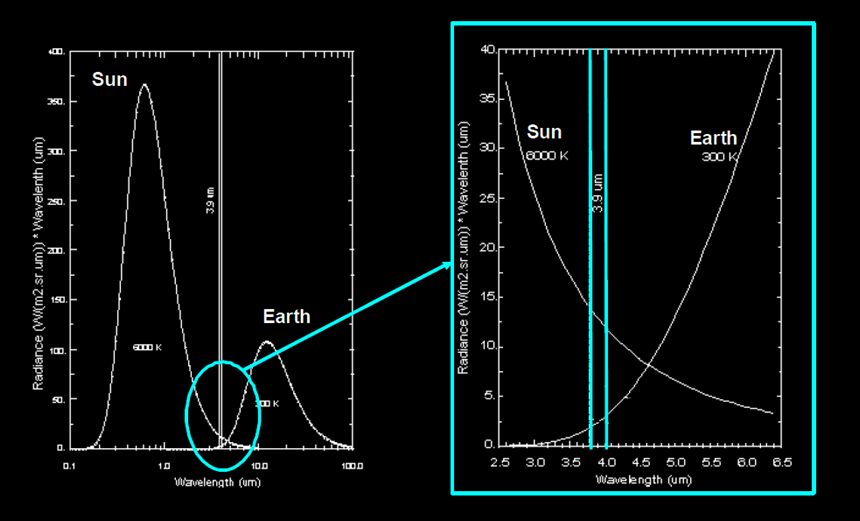 Sun
Earth
6000 K
300 K
3.9 um
400.
350.
300.
250.
200.
150.
100.
50.
0.
0.1
1.0
10.0
100.0
Wavelength (um)
Radiance (W/(m2.sr.um)) * Wavelenth (um)
Sun
6000 K
Earth
300 K
3.9 um
40.
35.
30.
25.
20.
15.
10.
5.
0.
2.5
3.0
3.5
4.0
4.5
5.0
5.5
6.0
6.5
Wavelength (um)
Radiance (W/(m2.sr.um)) * Wavelength (um)